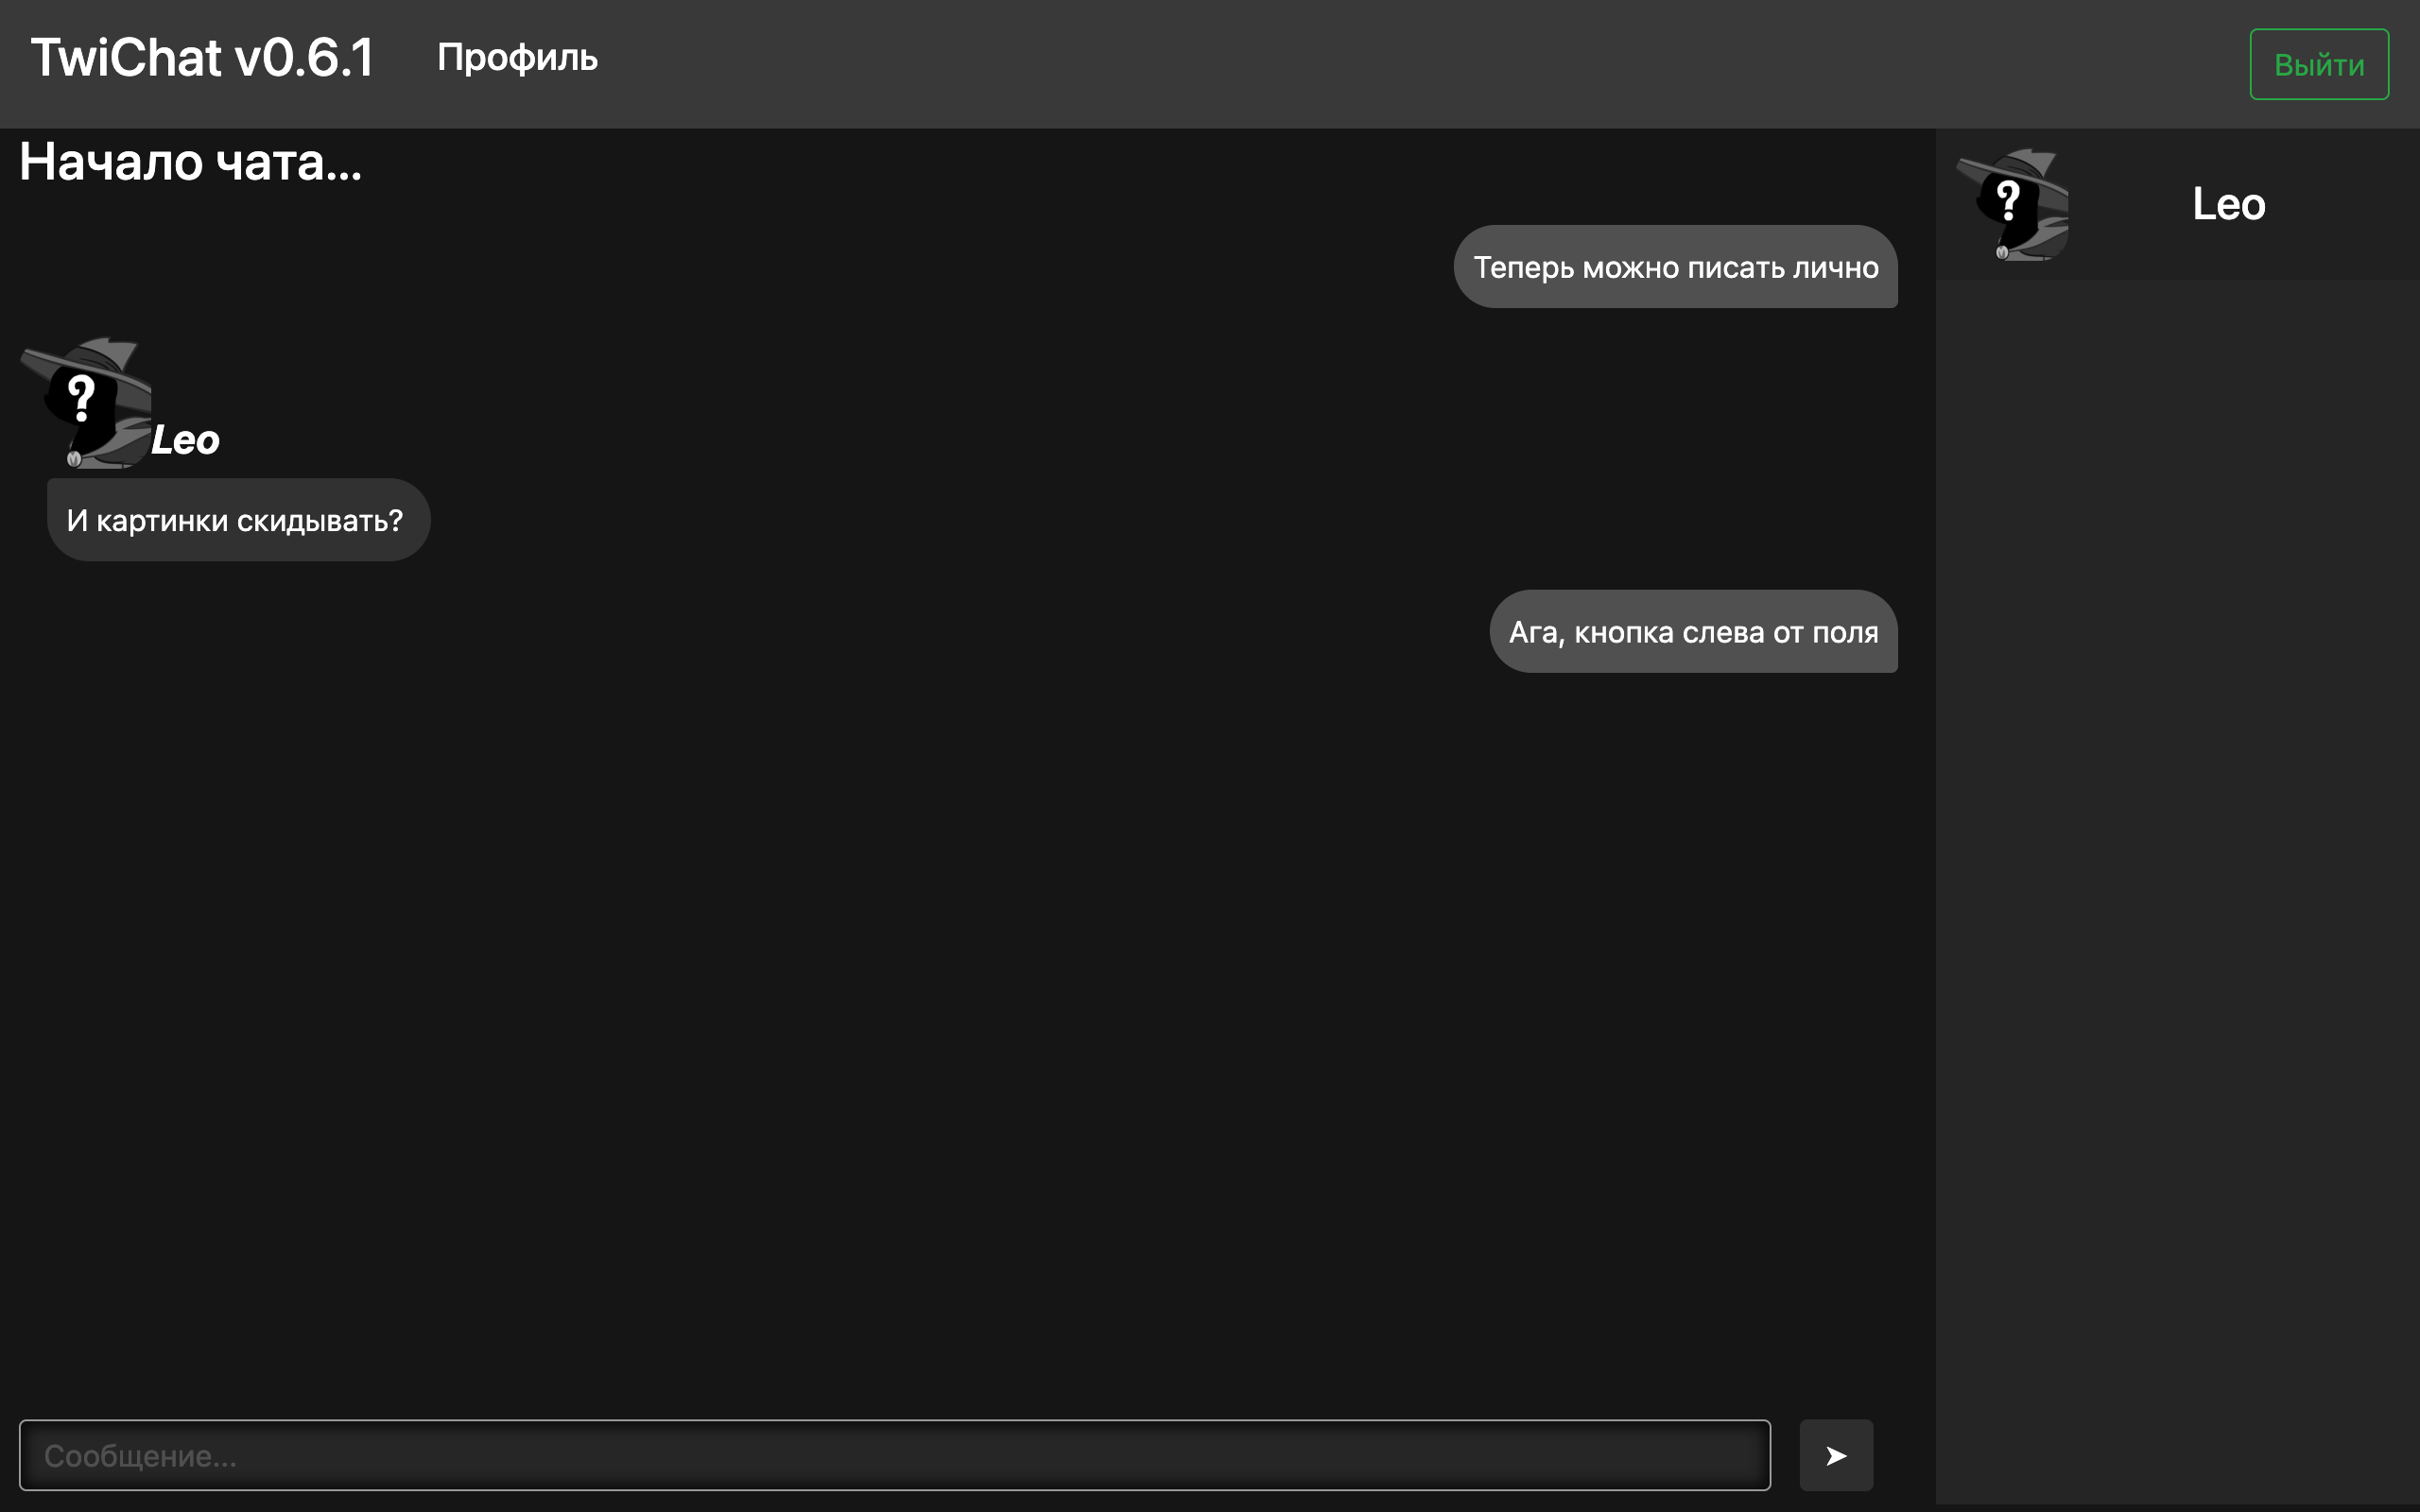 TwiChat v0.6.1 Профиль Выйти
Начало чата...
Leo
Теперь можно писать лично
Leo
И картинки скидывать?
Ага, кнопка слева от поля
Сообщение...